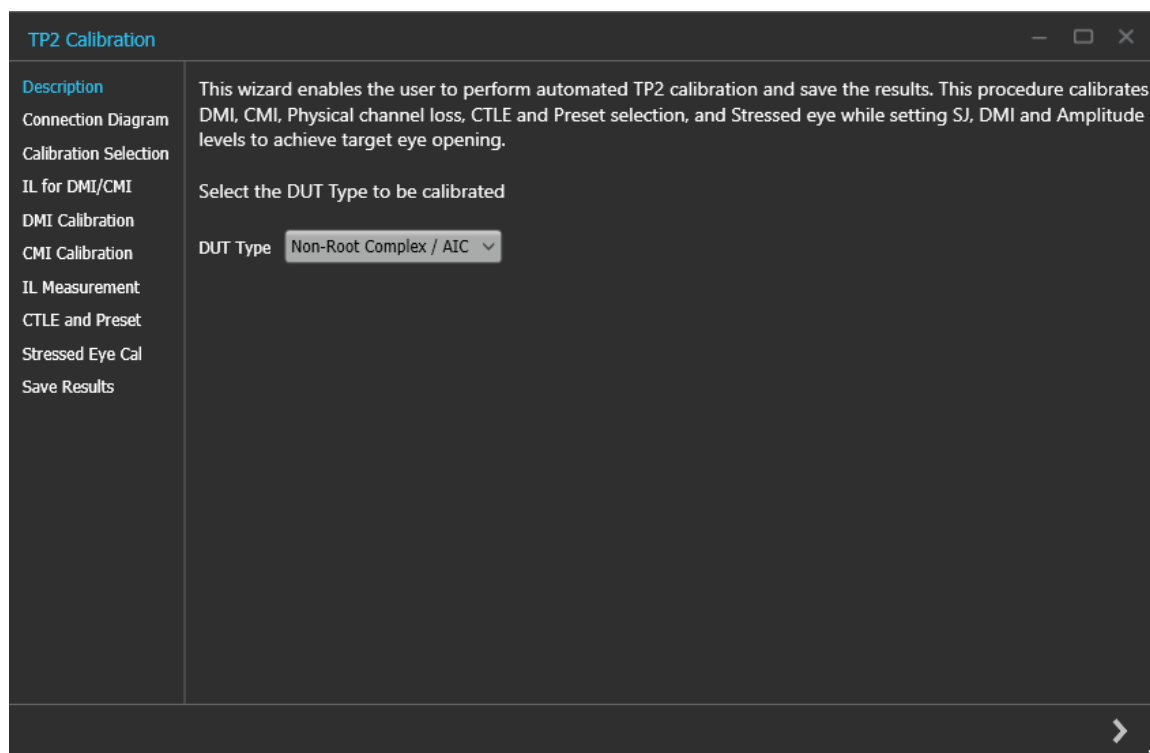 TP2 Calibration
Description
Connection Diagram
Calibration Selection
IL for DMI/CMI
DMI Calibration
CMI Calibration
IL Measurement
CTLE and Preset
Stressed Eye Cal
Save Results
This wizard enables the user to perform automated TP2 calibration and save the results. This procedure calibrates
DMI, CMI, Physical channel loss, CTLE and Preset selection, and Stressed eye while setting SJ, DMI and Amplitude
levels to achieve target eye opening.
Select the DUT Type to be calibrated
DUT Type Non-Root Complex / AIC